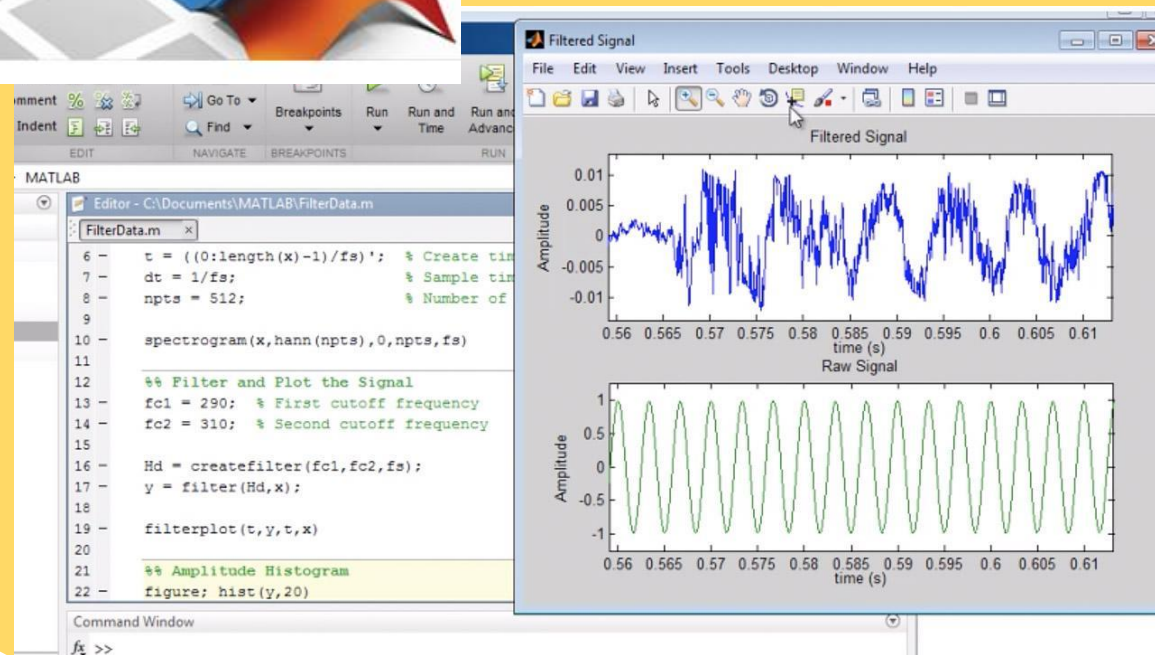 Filtered Signal
File Edit View Insert Tools Desktop Window Help
Go To
Breakpoints Run Run and Time Run and
Indent
Find
EDIT NAVIGATE BREAKPOINTS RUN
MATLAB
Editor - C:\Documents\MATLAB\FilterData.m
FilterData.m ×
6 – t = ((0:length(x)-1)/fs)'; % Create
7 – dt = 1/fs; % Sample
8 – npts = 512; % Number of
9
10 – spectrogram(x,hann(npts),0,npts,fs)
11
12 %% Filter and Plot the Signal
13 – fc1 = 290; % First cutoff frequency
14 – fc2 = 310; % Second cutoff frequency
15
16 – Hd = createfilter(fc1,fc2,fs);
17 – y = filter(Hd,x);
18
19 – filterplot(t,y,t,x)
20
21 %% Amplitude Histogram
22 – figure; hist(y,20)
Command Window
fx >>
Filtered Signal
Amplitude
0.01
0.005
0
-0.005
-0.01
0.56 0.565 0.57 0.575 0.58 0.585 0.59 0.595 0.6 0.605 0.61
time (s)
Raw Signal
Amplitude
1
0.5
0
-0.5
-1
0.56 0.565 0.57 0.575 0.58 0.585 0.59 0.595 0.6 0.605 0.61
time (s)